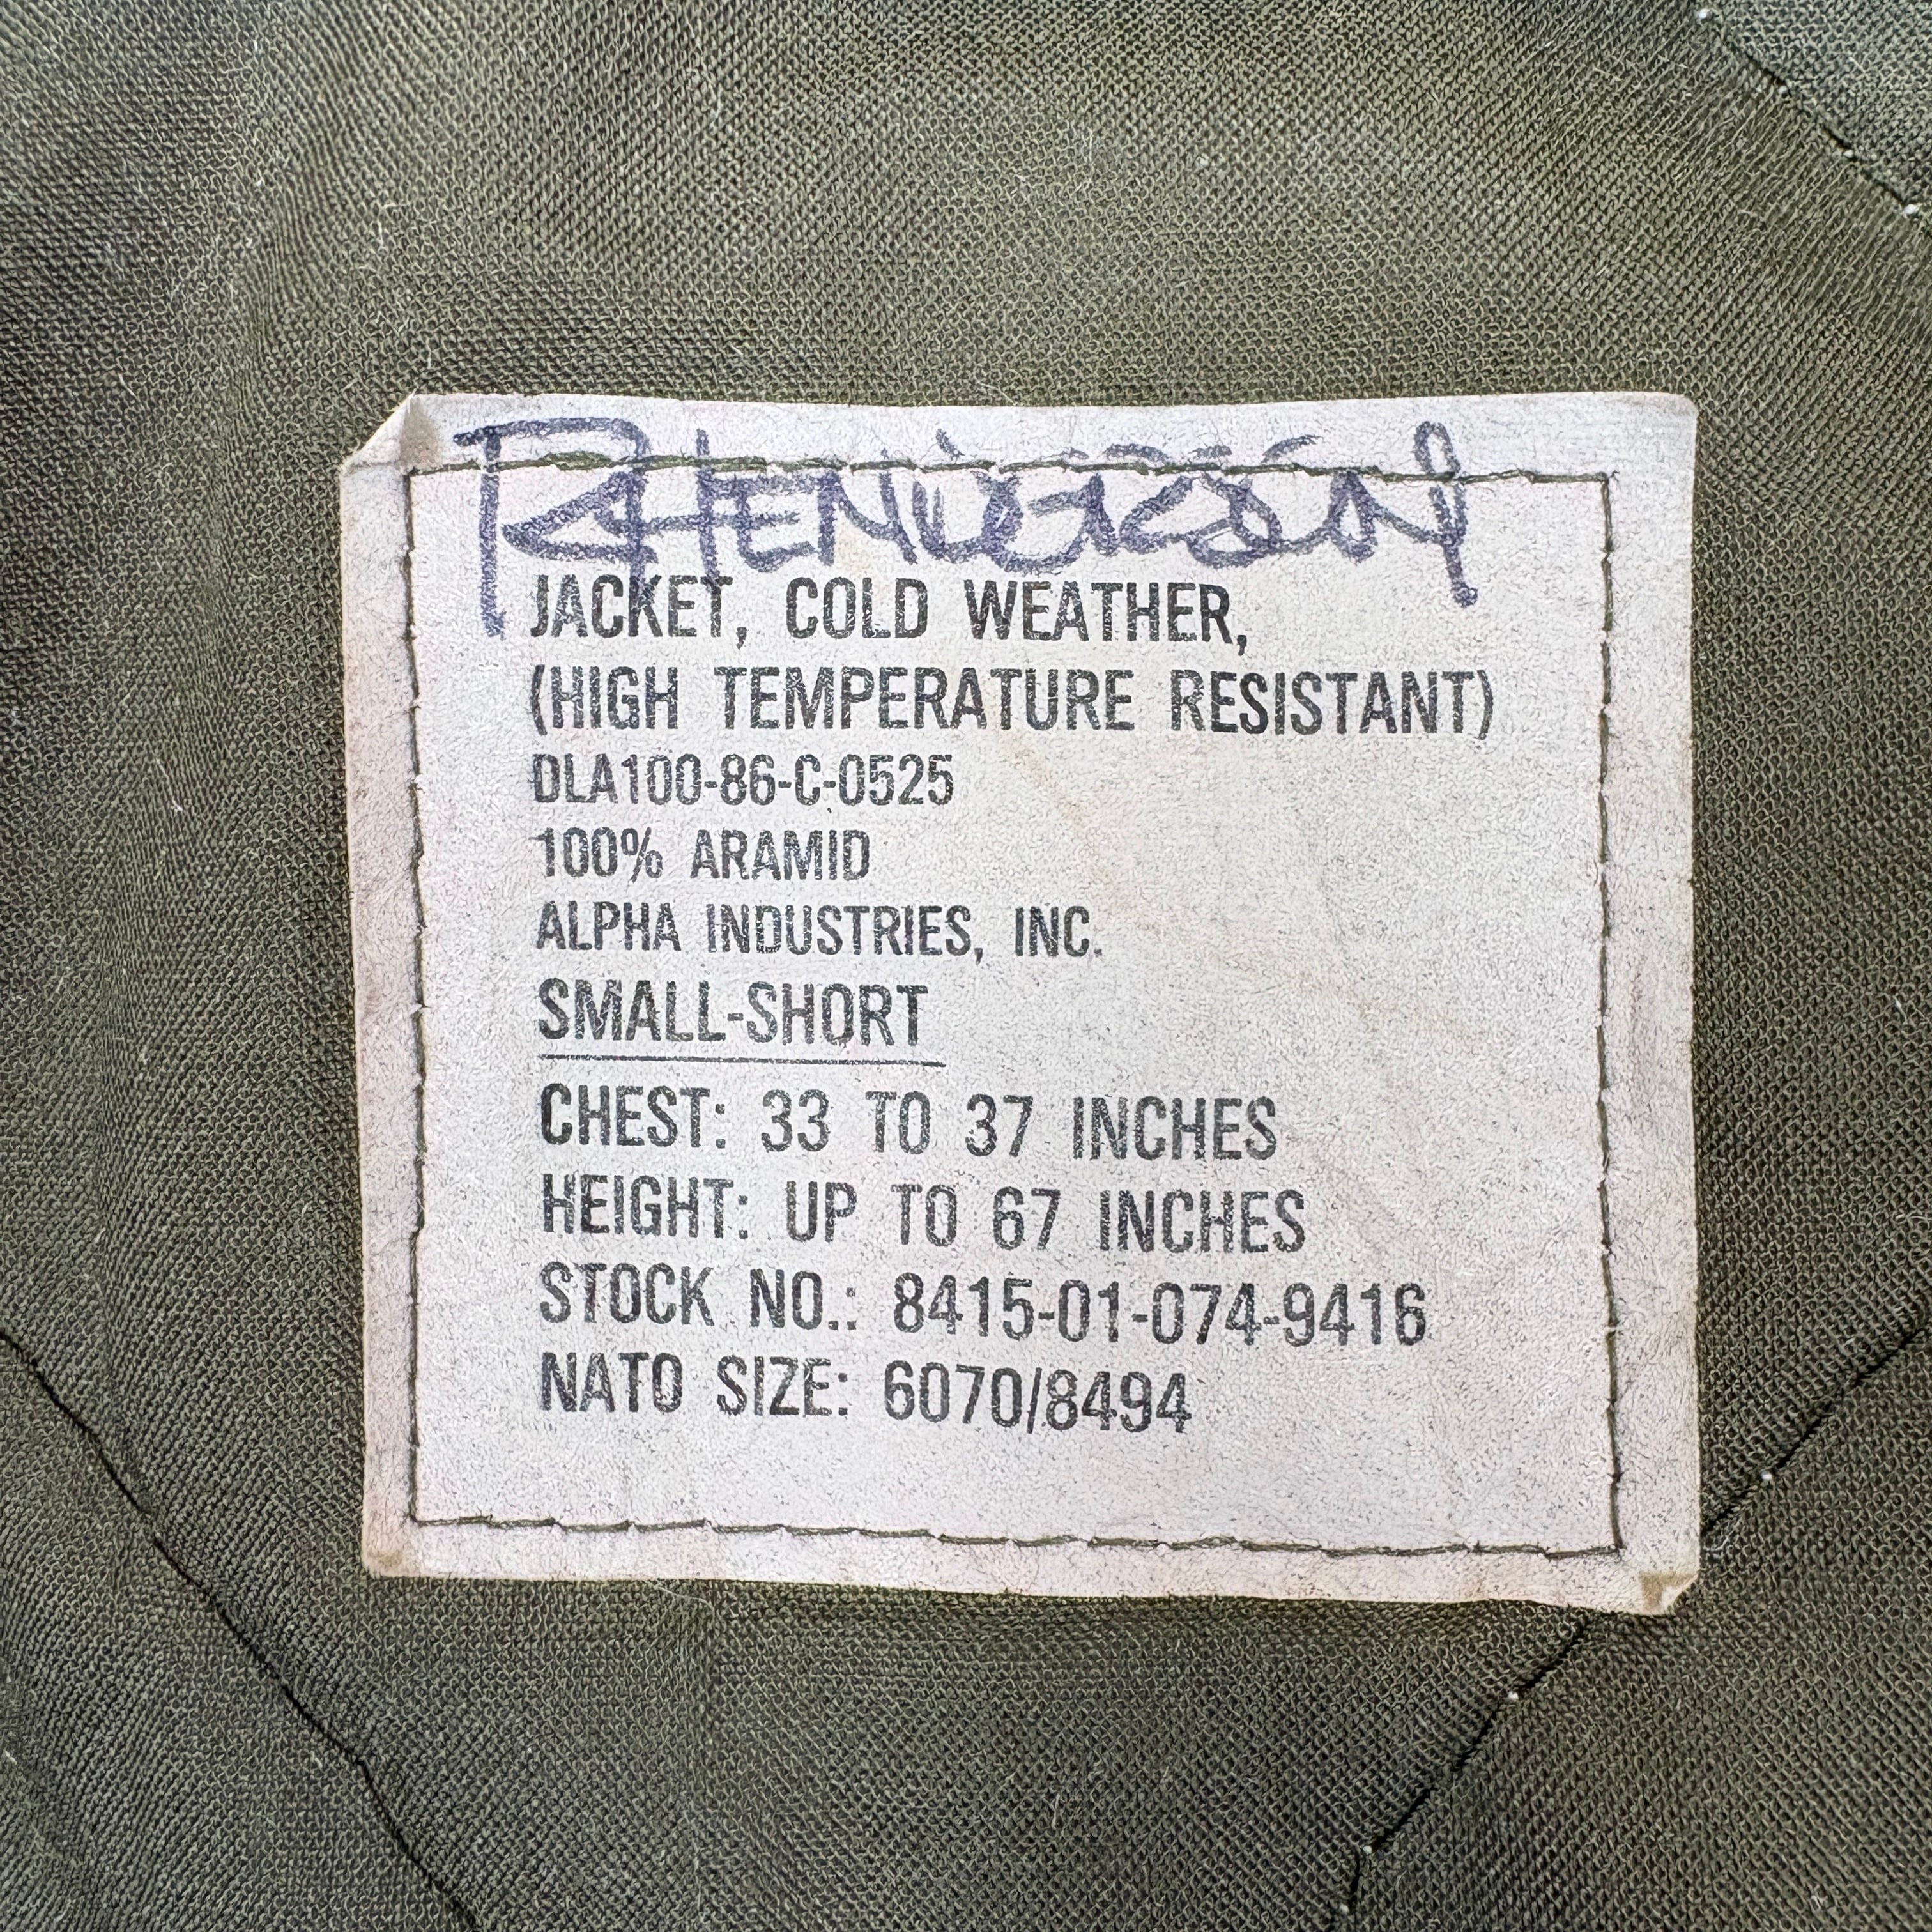 RHENDERSON
JACKET, COLD WEATHER,
(HIGH TEMPERATURE RESISTANT)
DLA100-86-C-0525
100% ARAMID
ALPHA INDUSTRIES, INC.
SMALL-SHORT
CHEST: 33 TO 37 INCHES
HEIGHT: UP TO 67 INCHES
STOCK NO.: 8415-01-074-9416
NATO SIZE: 6070/8494